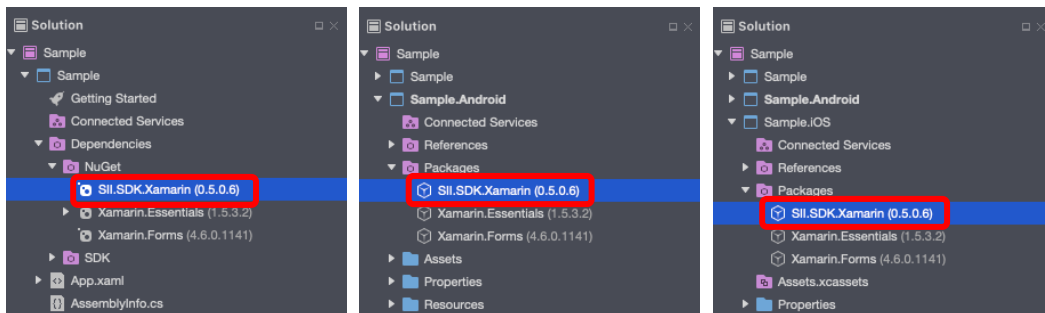 Solution
Sample
Sample
Getting Started
Connected Services
Dependencies
NuGet
SII.SDK.Xamarin (0.5.0.6)
Xamarin.Essentials (1.5.3.2)
Xamarin.Forms (4.6.0.1141)
SDK
App.xaml
AssemblyInfo.cs
Solution
Sample
Sample
Sample.Android
Connected Services
References
Packages
SII.SDK.Xamarin (0.5.0.6)
Xamarin.Essentials (1.5.3.2)
Xamarin.Forms (4.6.0.1141)
Assets
Properties
Resources
Solution
Sample
Sample
Sample.Android
Sample.iOS
Connected Services
References
Packages
SII.SDK.Xamarin (0.5.0.6)
Xamarin.Essentials (1.5.3.2)
Xamarin.Forms (4.6.0.1141)
Assets.xcassets
Properties